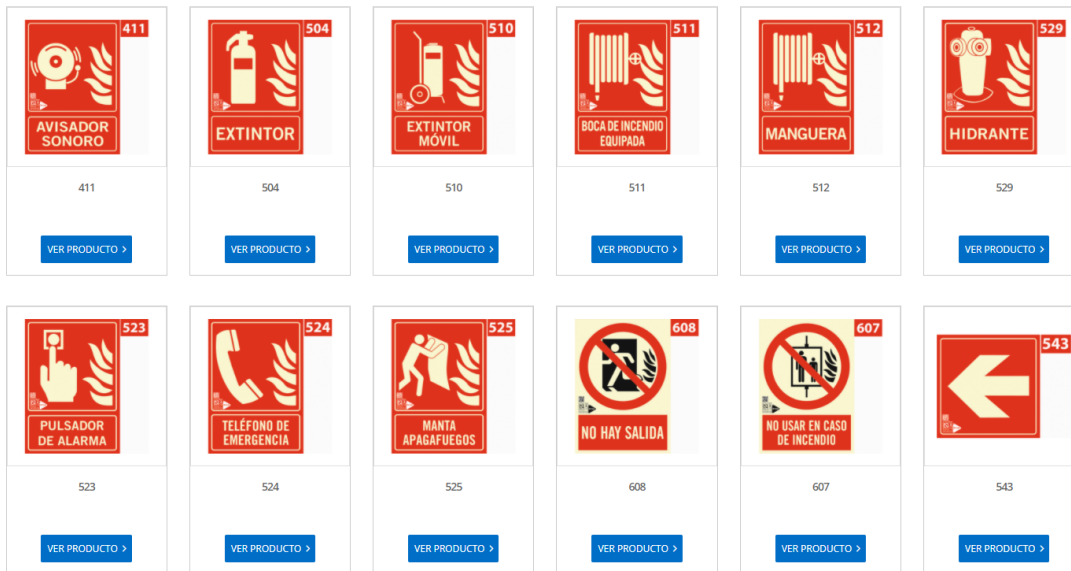 411
AVISADOR
SONORO
504
EXTINTOR
510
EXTINTOR
MÓVIL
511
BOCA DE INCENDIO
EQUIPADA
512
MANGUERA
529
HIDRANTE
411
504
510
511
512
529
VER PRODUCTO >
VER PRODUCTO >
VER PRODUCTO >
VER PRODUCTO >
VER PRODUCTO >
VER PRODUCTO >
523
PULSADOR
DE ALARMA
524
TELÉFONO DE
EMERGENCIA
525
MANTA
APAGAFUEGOS
608
NO HAY SALIDA
607
NO USAR EN CASO
DE INCENDIO
543
523
524
525
608
607
543
VER PRODUCTO >
VER PRODUCTO >
VER PRODUCTO >
VER PRODUCTO >
VER PRODUCTO >
VER PRODUCTO >